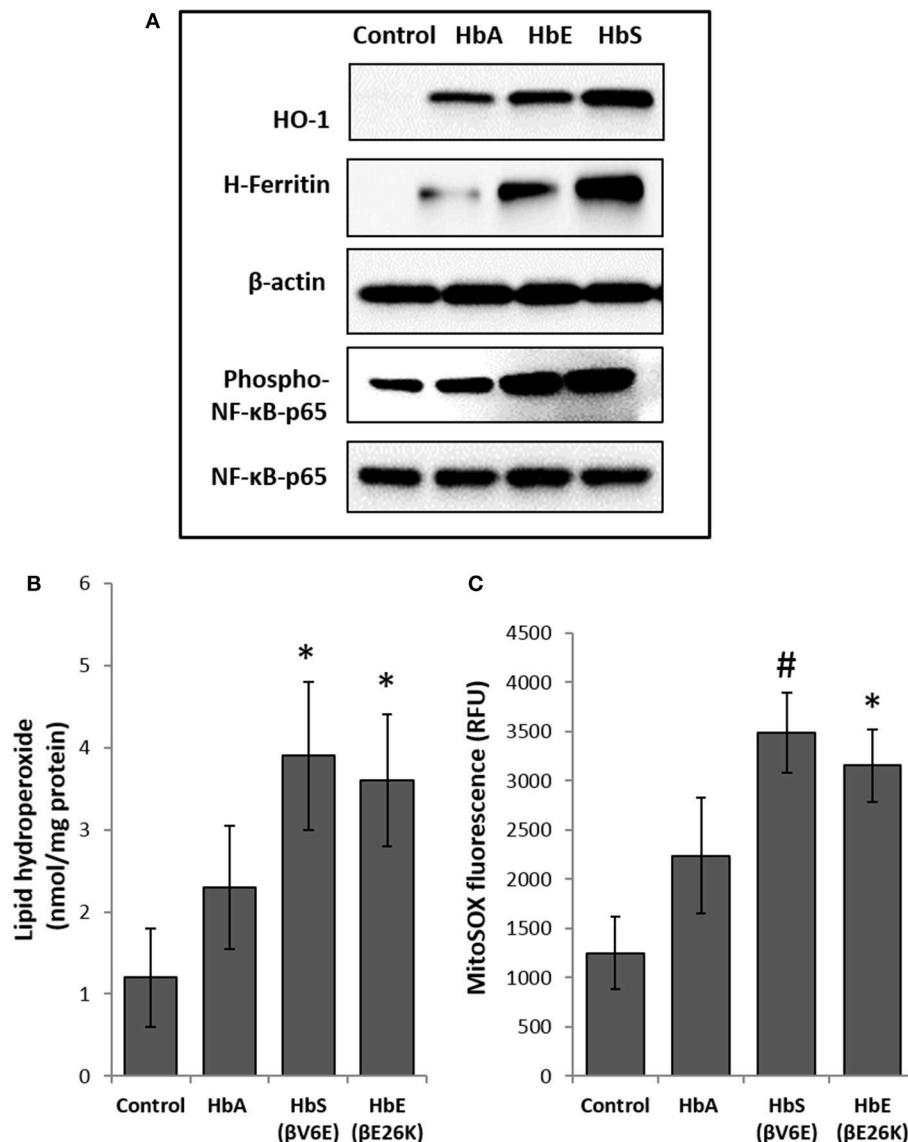 A
Control HbA HbE HbS
HO-1
H-Ferritin
β-actin
Phospho-
NF-κB-p65
NF-κB-p65
B
Lipid hydroperoxide
(nmol/mg protein)
6
5
4
3
2
1
0
*
*
Control HbA HbS HbE
(βV6E) (βE26K)
C
MitoSOX fluorescence (RFU)
4500
4000
3500
3000
2500
2000
1500
1000
500
0
#
*
Control HbA HbS HbE
(βV6E) (βE26K)